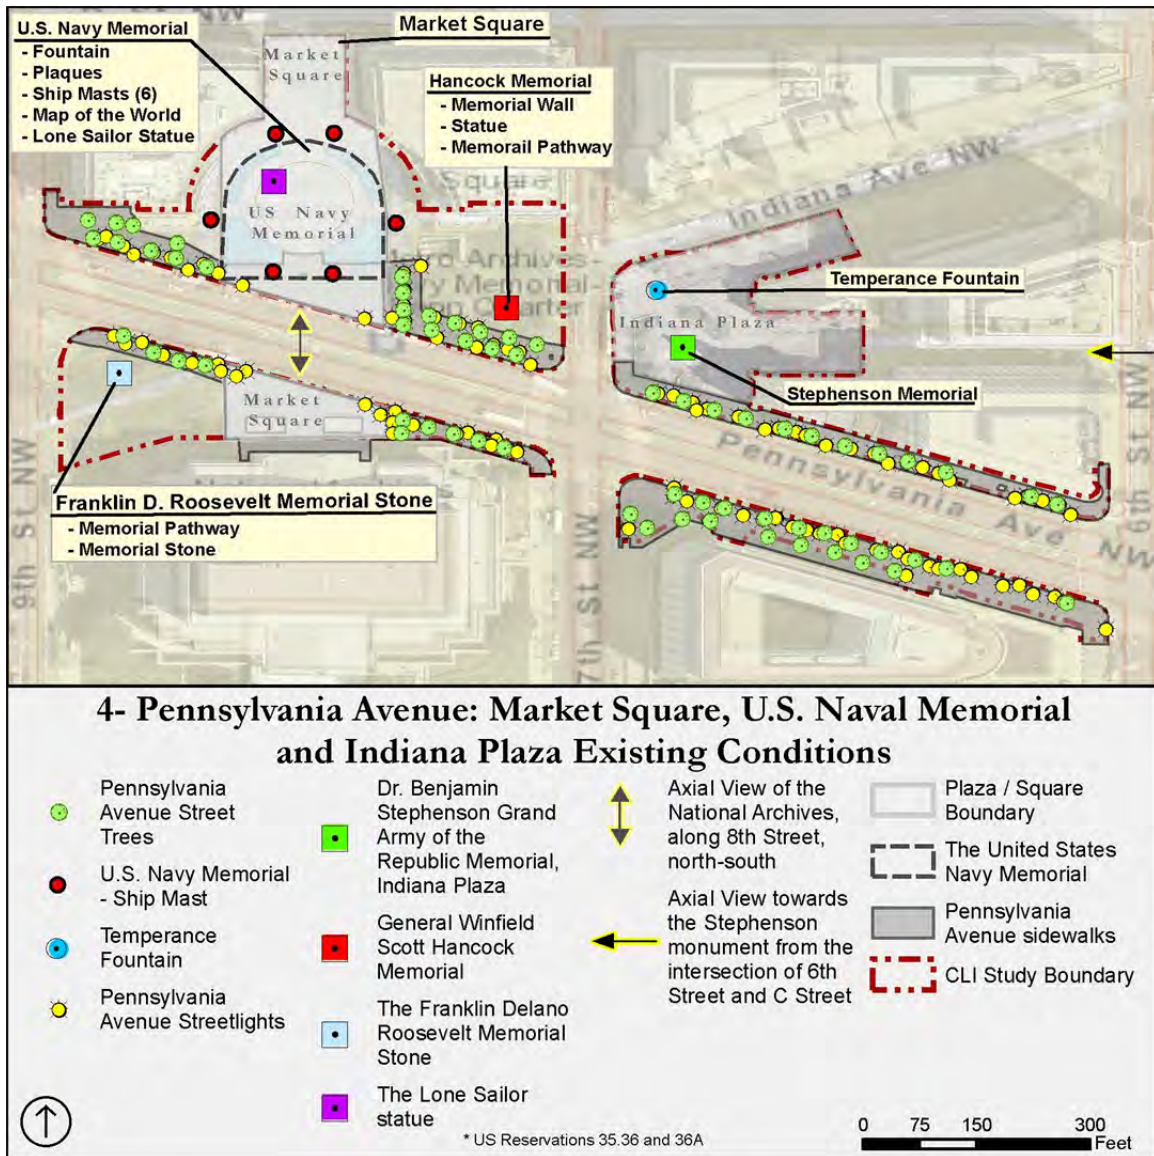 U.S. Navy Memorial
- Fountain
- Plaques
- Ship Masts (6)
- Map of the World
- Lone Sailor Statue
Market Square
Market
Square
Hancock Memorial
- Memorial Wall
- Statue
- Memorail Pathway
Square
Indiana Ave NW
US Navy
Memorial
Archives-
Memorial-
Quarter
Temperance Fountain
Indiana Plaza
Stephenson Memorial
Market
Square
Pennsylvania Ave NW
Franklin D. Roosevelt Memorial Stone
- Memorial Pathway
- Memorial Stone
9th St NW
7th St NW
6th St NW
4- Pennsylvania Avenue: Market Square, U.S. Naval Memorial
and Indiana Plaza Existing Conditions
Pennsylvania
Avenue Street
Trees
U.S. Navy Memorial
- Ship Mast
Temperance
Fountain
Pennsylvania
Avenue Streetlights
Dr. Benjamin
Stephenson Grand
Army of the
Republic Memorial,
Indiana Plaza
General Winfield
Scott Hancock
Memorial
The Franklin Delano
Roosevelt Memorial
Stone
The Lone Sailor
statue
Axial View of the
National Archives,
along 8th Street,
north-south
Axial View towards
the Stephenson
monument from the
intersection of 6th
Street and C Street
Plaza / Square
Boundary
The United States
Navy Memorial
Pennsylvania
Avenue sidewalks
CLI Study Boundary
* US Reservations 35.36 and 36A
0 75 150 300
Feet